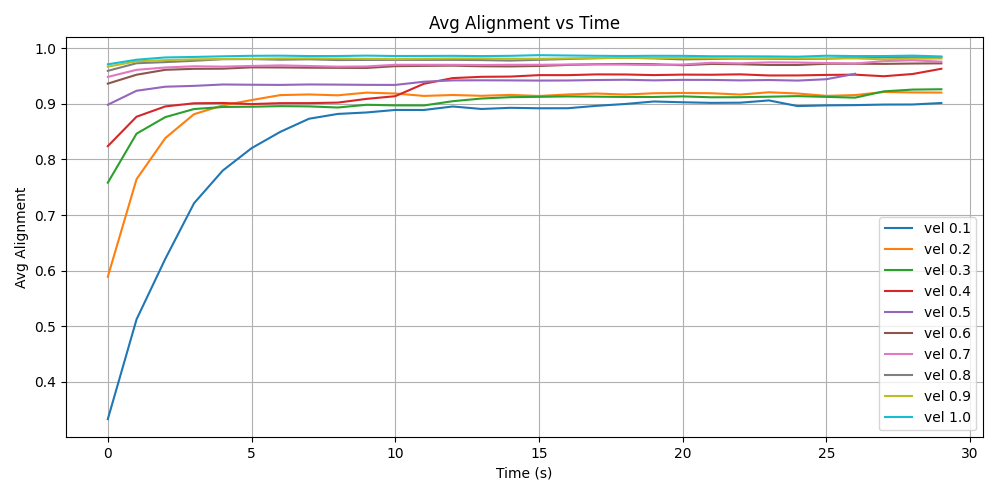 Avg Alignment vs Time
Avg Alignment
1.0
0.9
0.8
0.7
0.6
0.5
0.4
0
5
10
15
20
25
30
Time (s)
vel 0.1
vel 0.2
vel 0.3
vel 0.4
vel 0.5
vel 0.6
vel 0.7
vel 0.8
vel 0.9
vel 1.0